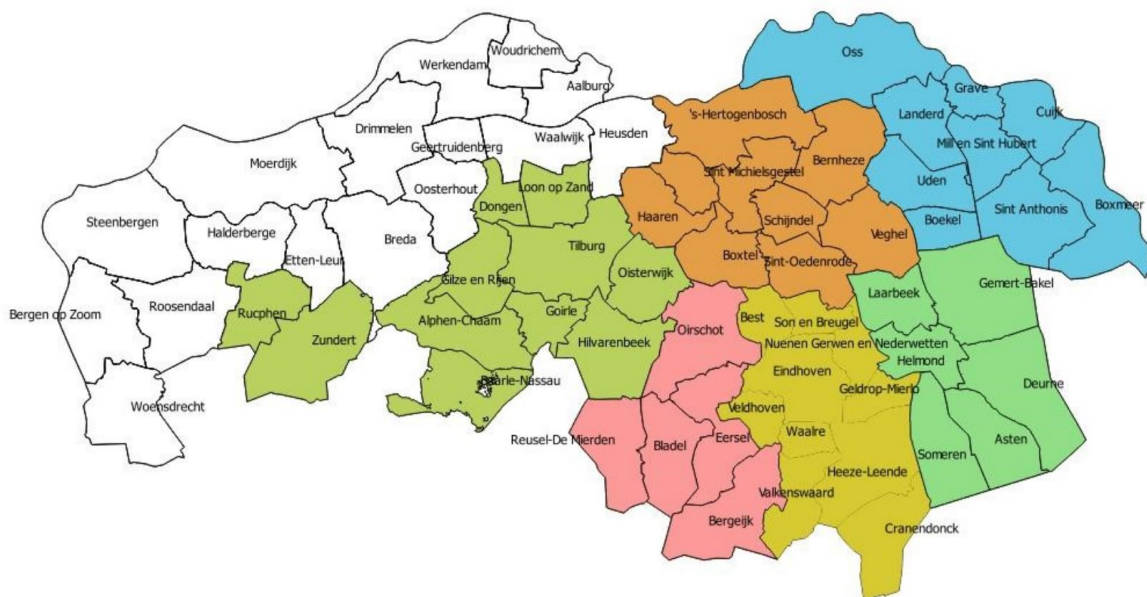 Woudrichem
Werkendam
Oss
Aalburg
Grave
's-Hertogenbosch
Landerd
Cuijk
Drimmelen
Waalwijk
Heusden
Geertruidenberg
Mill en Sint Hubert
Bernheze
Moerdijk
Sint Michielsgestel
Uden
Oosterhout
Loon op Zand
Dongen
Sint Anthonis
Boxmeer
Steenbergen
Haaren
Schijndel
Boekel
Halderberge
Breda
Veghel
Tilburg
Etten-Leur
Boxtel
Sint-Oedenrode
Oisterwijk
Gilze en Rijen
Gemert-Bakel
Laarbeek
Roosendaal
Bergen op Zoom
Rucphen
Goirle
Alphen-Chaam
Best
Son en Breugel
Oirschot
Zundert
Hilvarenbeek
Nuenen Gerwen en Nederwetten
Helmond
Eindhoven
Baarle-Nassau
Deurne
Geldrop-Mierlo
Woensdrecht
Veldhoven
Waalre
Reusel-De Mierden
Bladel
Eersel
Asten
Someren
Heeze-Leende
Valkenswaard
Bergeijk
Cranendonck